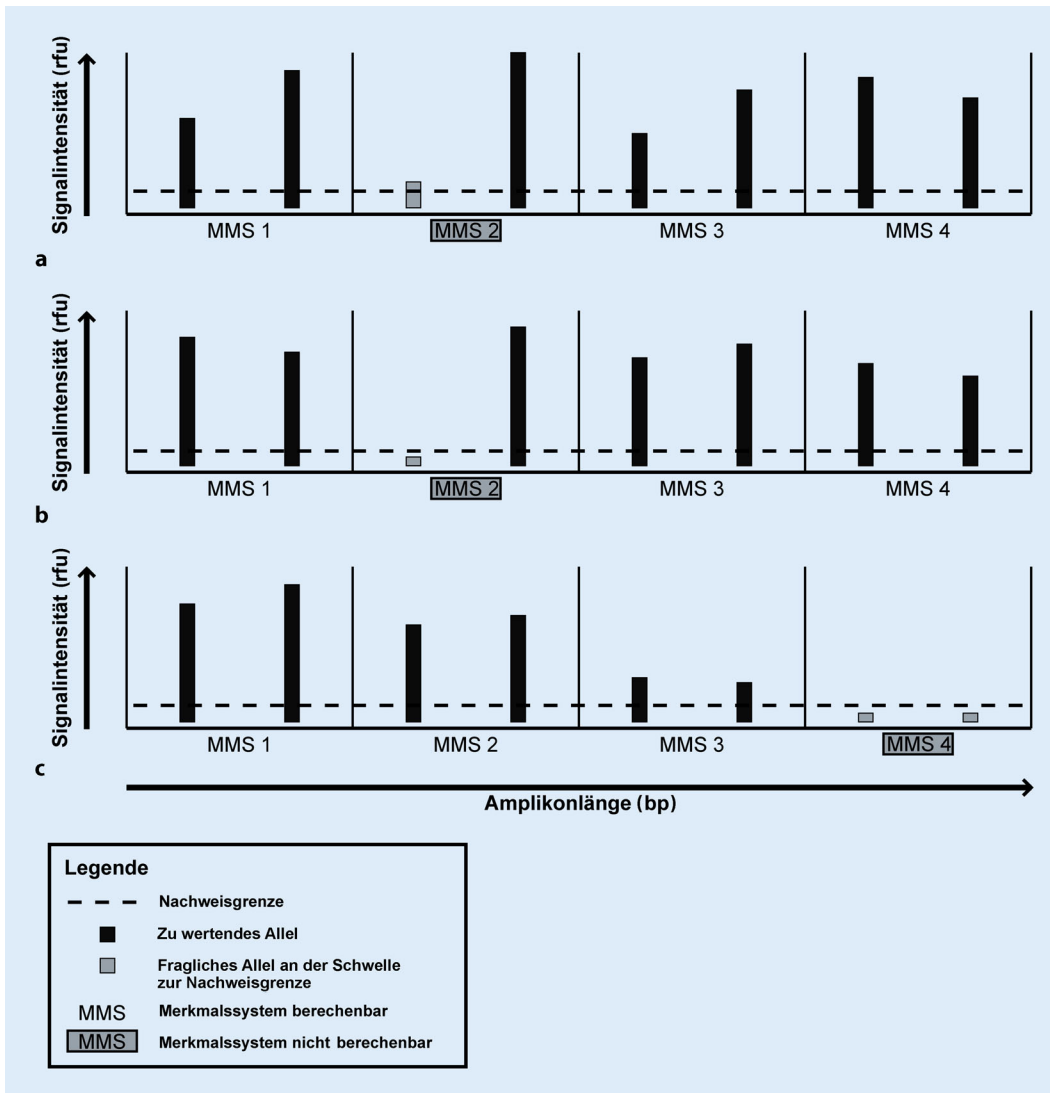 Signalintensität (rfu)
MMS 1
MMS 2
MMS 3
MMS 4
a
Signalintensität (rfu)
MMS 1
MMS 2
MMS 3
MMS 4
b
Signalintensität (rfu)
MMS 1
MMS 2
MMS 3
MMS 4
c
Amplikonlänge (bp)
Legende
Nachweisgrenze
Zu wertendes Allel
Fragliches Allel an der Schwelle
zur Nachweisgrenze
MMS Merkmalssystem berechenbar
MMS Merkmalssystem nicht berechenbar